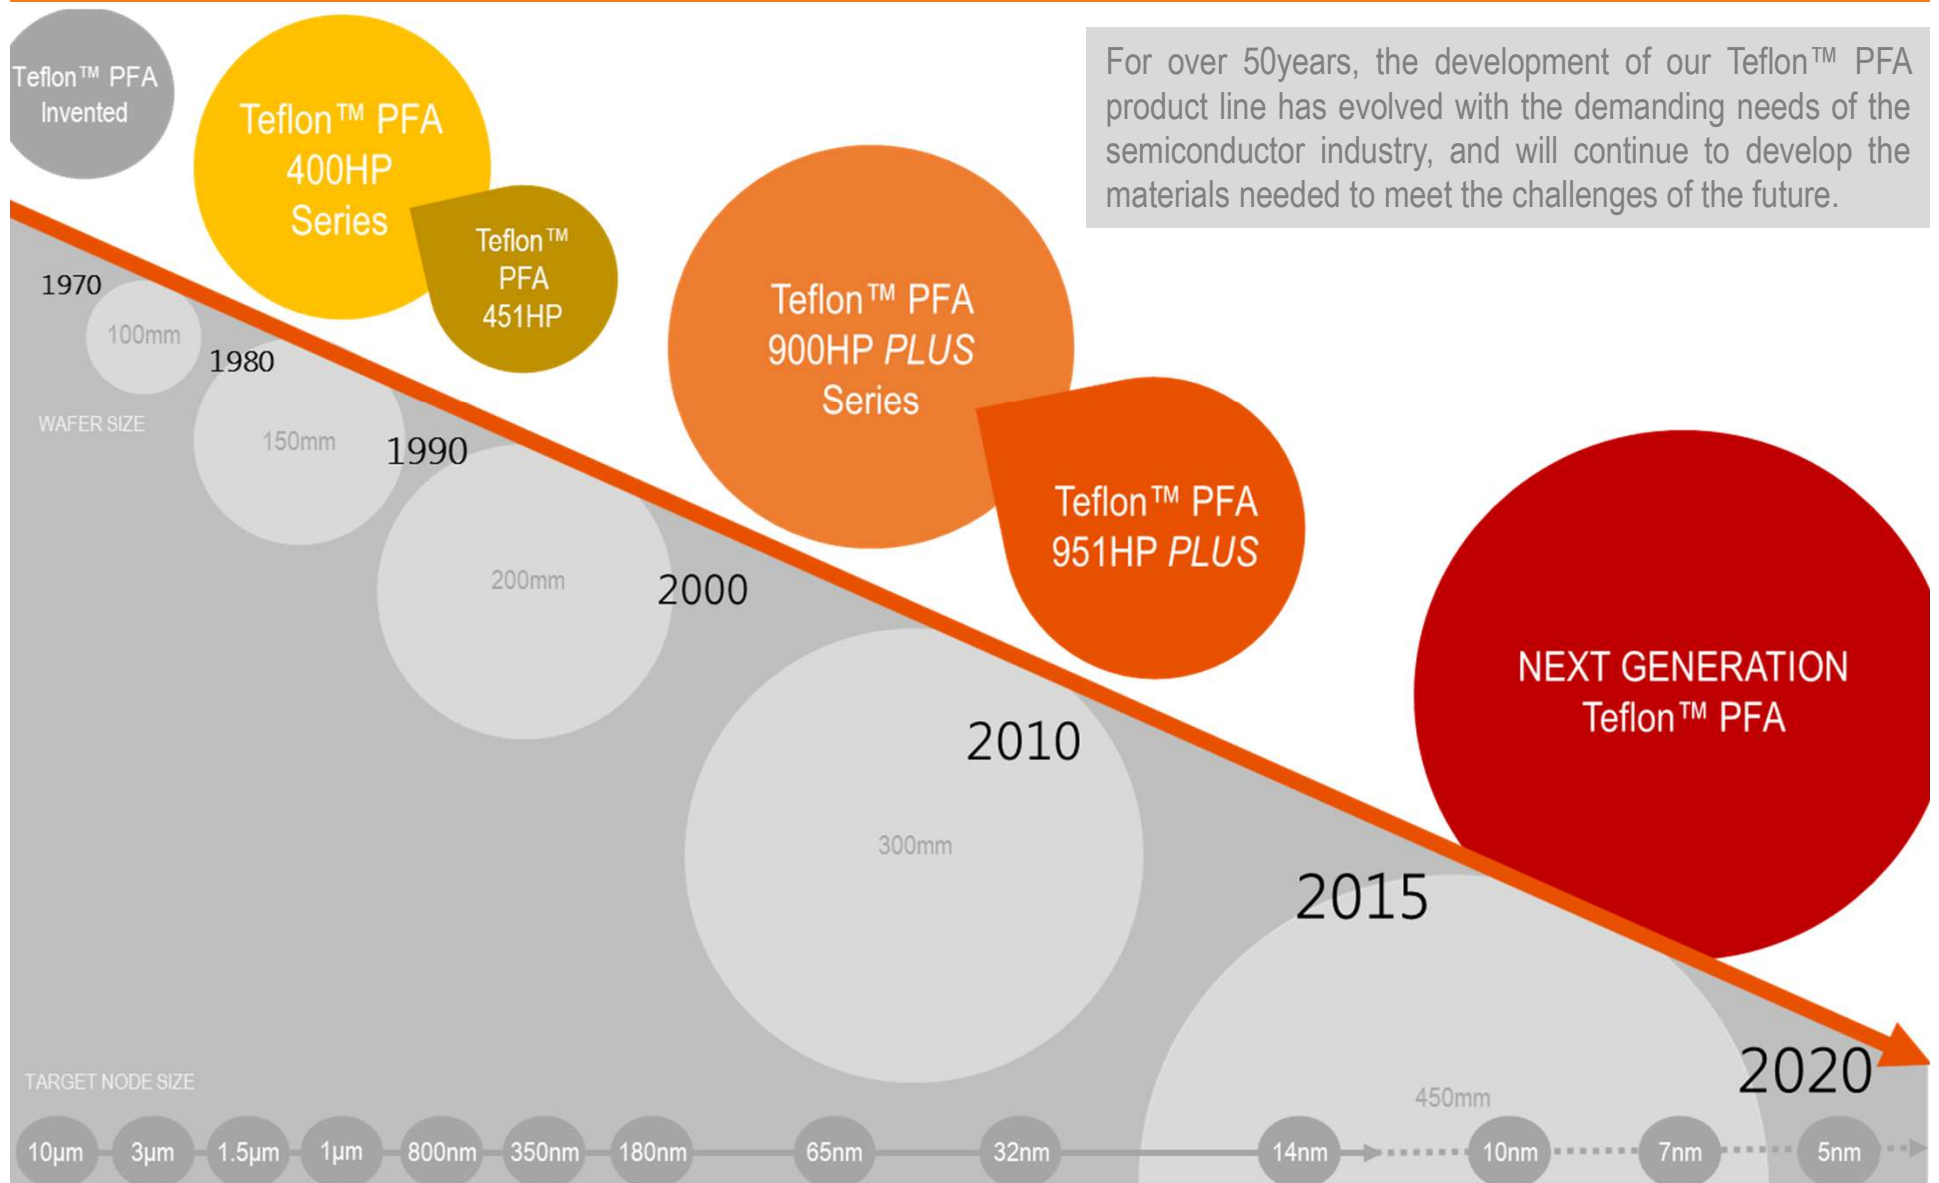 Teflon™ PFA
Invented
Teflon™ PFA
400HP
Series
Teflon™
PFA
451HP
For over 50years, the development of our Teflon™ PFA
product line has evolved with the demanding needs of the
semiconductor industry, and will continue to develop the
materials needed to meet the challenges of the future.
Teflon™ PFA
900HP PLUS
Series
Teflon™ PFA
951HP PLUS
NEXT GENERATION
Teflon™ PFA
1970
100mm
1980
WAFER SIZE
150mm
1990
200mm
2000
2010
300mm
2015
2020
450mm
TARGET NODE SIZE
10µm 3µm 1.5µm 1µm 800nm 350nm 180nm 65nm 32nm 14nm 10nm 7nm 5nm